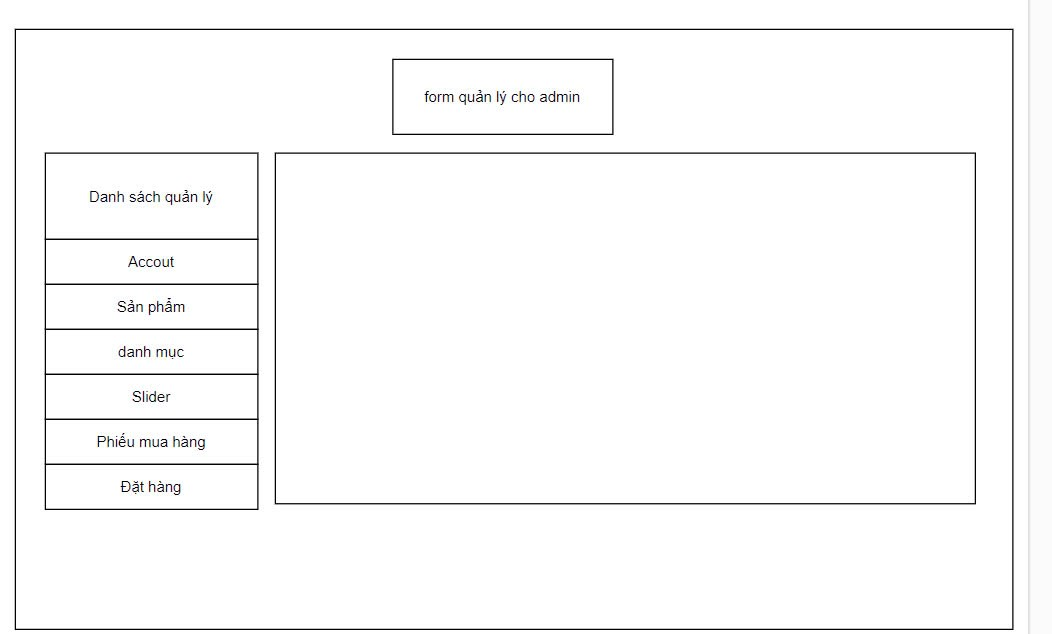 form quản lý cho admin
Danh sách quản lý
Accout
Sản phẩm
danh mục
Slider
Phiếu mua hàng
Đặt hàng